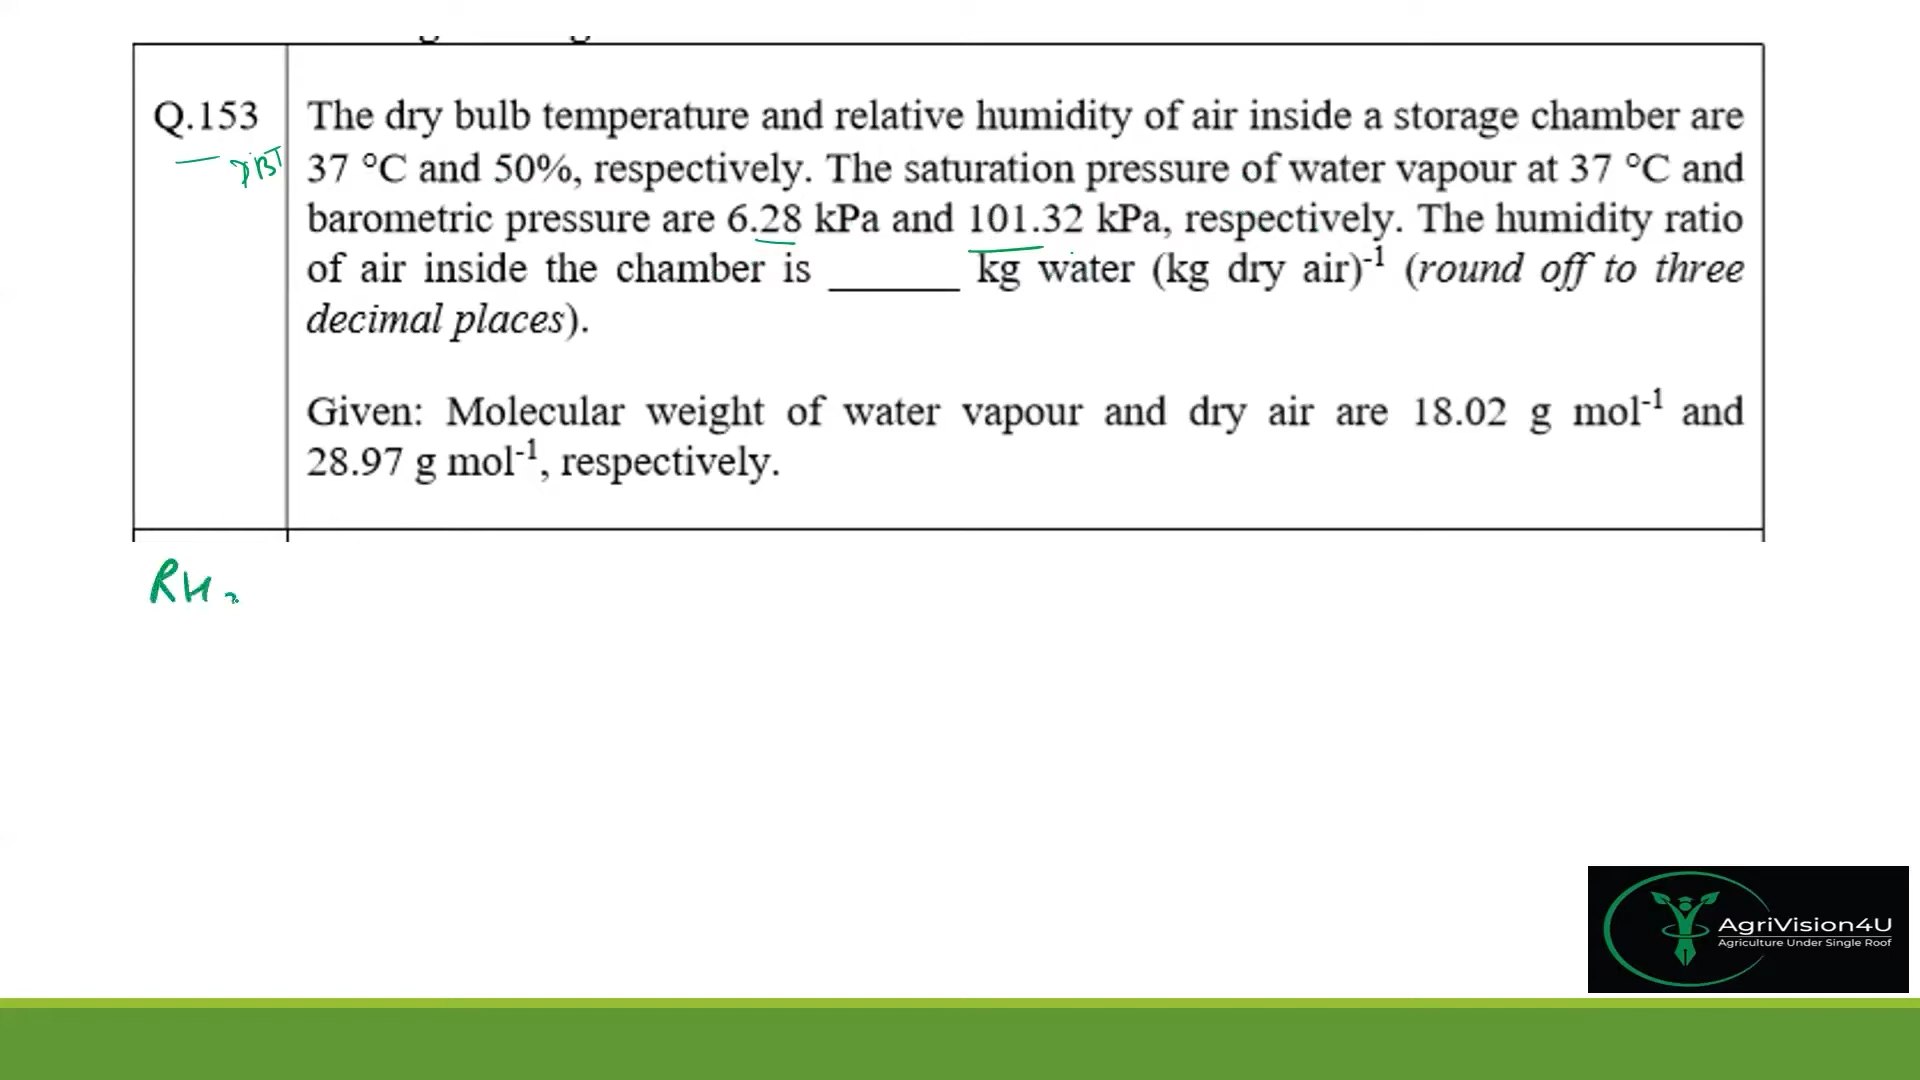 Q.153
The dry bulb temperature and relative humidity of air inside a storage chamber are
DBT
37 °C and 50%, respectively. The saturation pressure of water vapour at 37 °C and
barometric pressure are 6.28 kPa and 101.32 kPa, respectively. The humidity ratio
of air inside the chamber is ______ kg water (kg dry air)⁻¹ (round off to three
decimal places).
Given: Molecular weight of water vapour and dry air are 18.02 g mol⁻¹ and
28.97 g mol⁻¹, respectively.
RH
AgriVision4U
Agriculture Under Single Roof